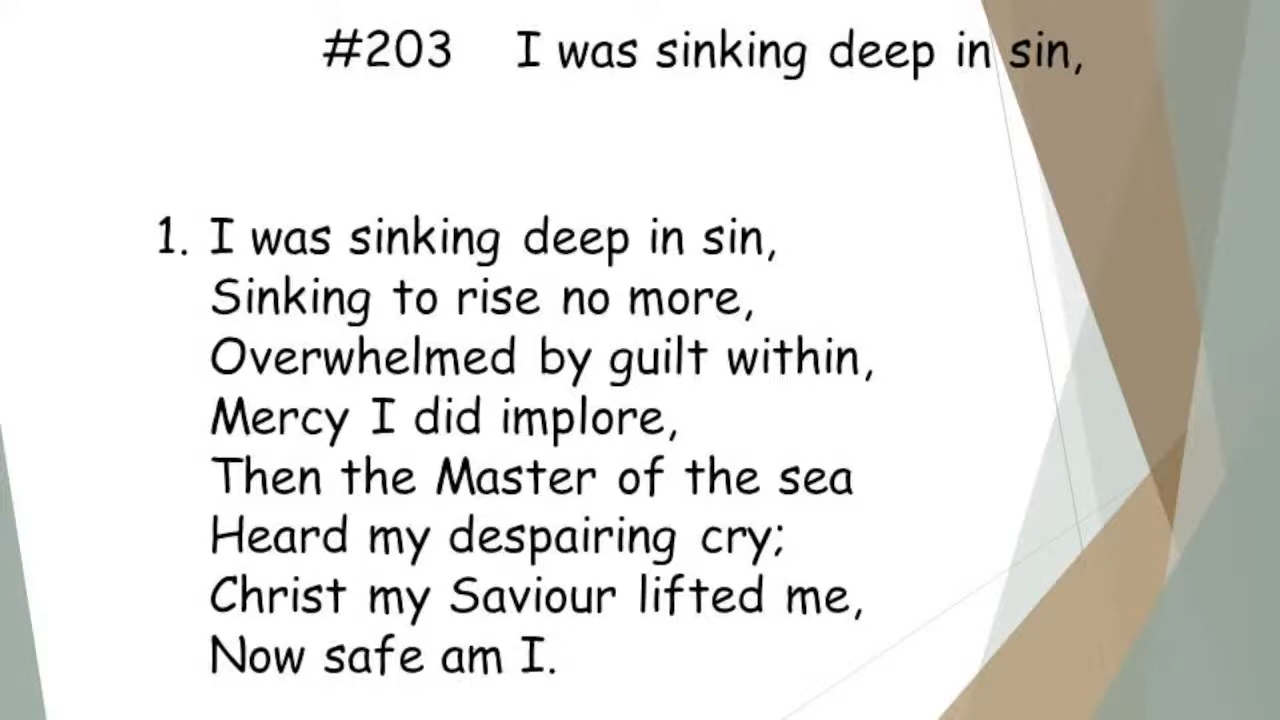 #203 I was sinking deep in sin,
1. I was sinking deep in sin,
Sinking to rise no more,
Overwhelmed by guilt within,
Mercy I did implore,
Then the Master of the sea
Heard my despairing cry;
Christ my Saviour lifted me,
Now safe am I.